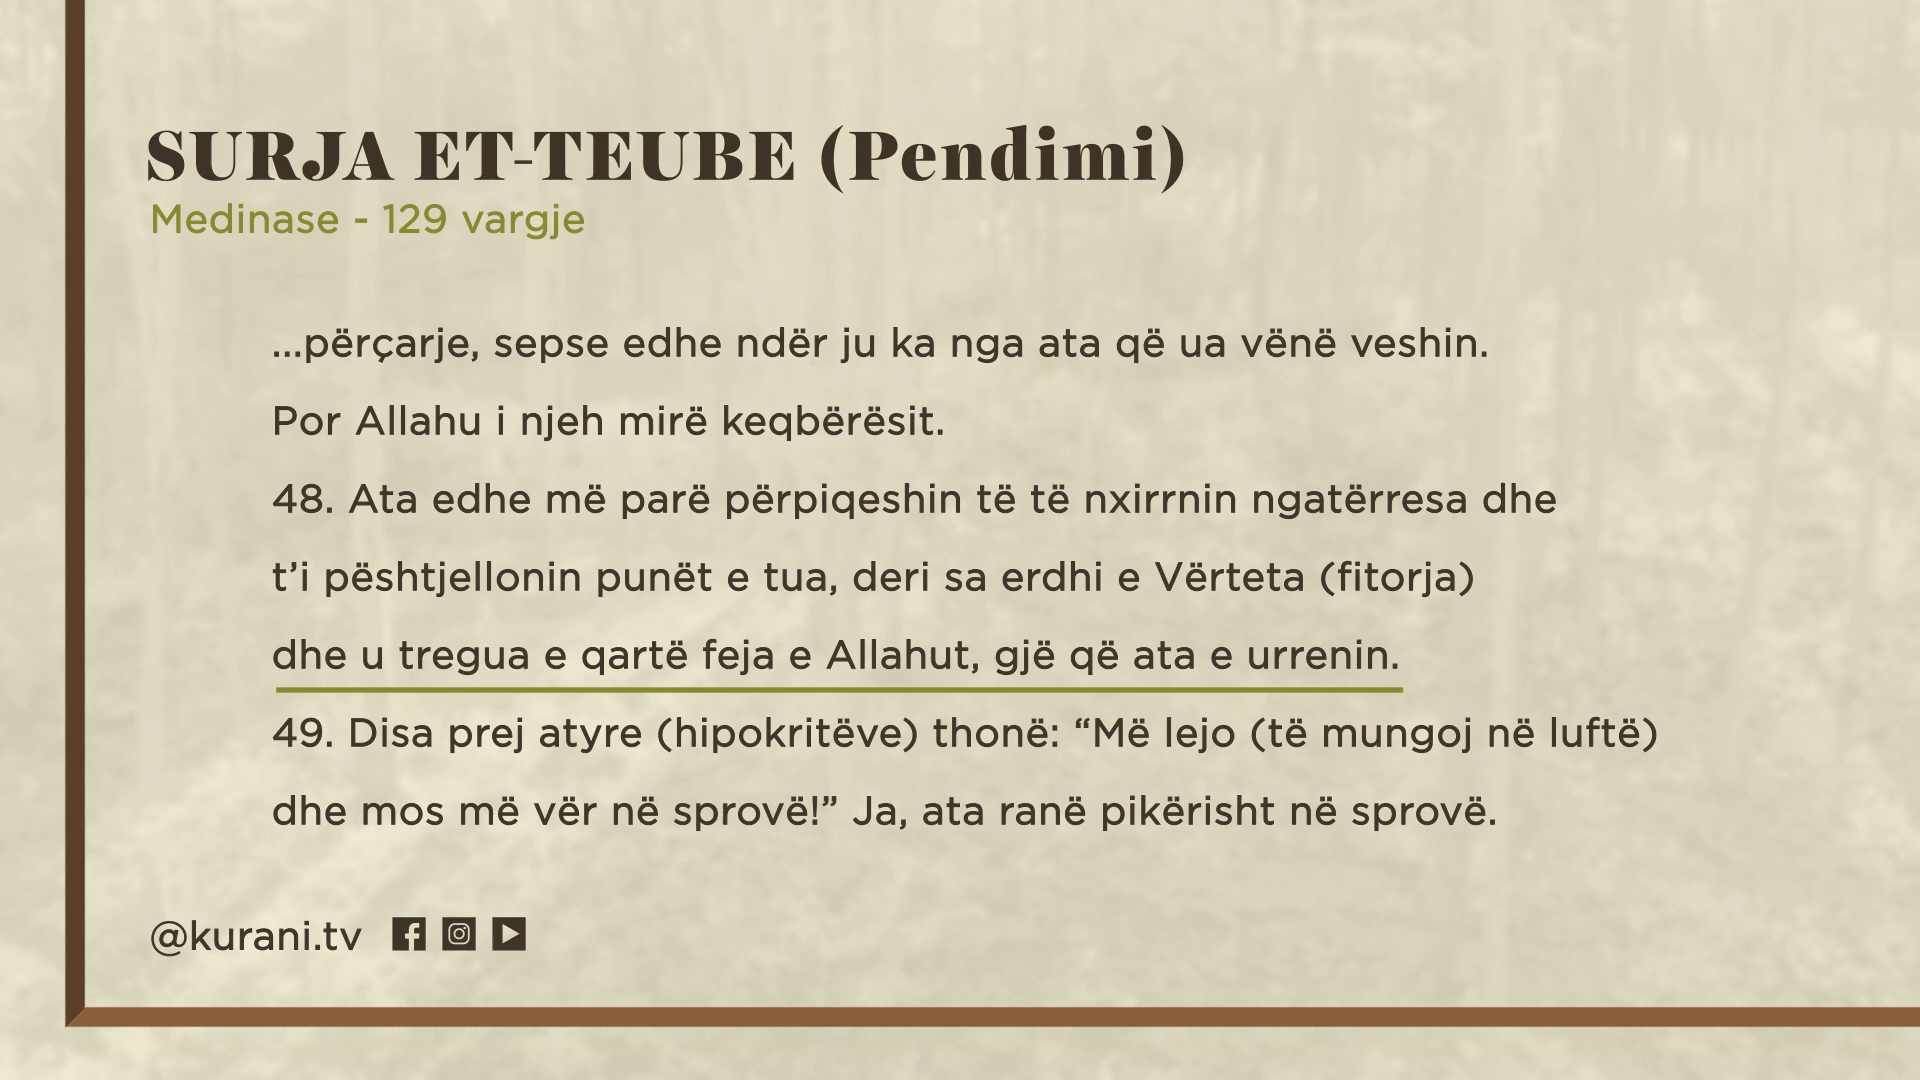 SURJA ET-TEUBE (Pendimi)
Medinase - 129 vargje
...përçarje, sepse edhe ndër ju ka nga ata që ua vënë veshin.
Por Allahu i njeh mirë keqbërësit.
48. Ata edhe më parë përpiqeshin të të nxirrnin ngatërresa dhe
t’i pështjellonin punët e tua, deri sa erdhi e Vërteta (fitorja)
dhe u tregua e qartë feja e Allahut, gjë që ata e urrenin.
49. Disa prej atyre (hipokritëve) thonë: “Më lejo (të mungoj në luftë)
dhe mos më vër në sprovë!” Ja, ata ranë pikërisht në sprovë.
@kurani.tv